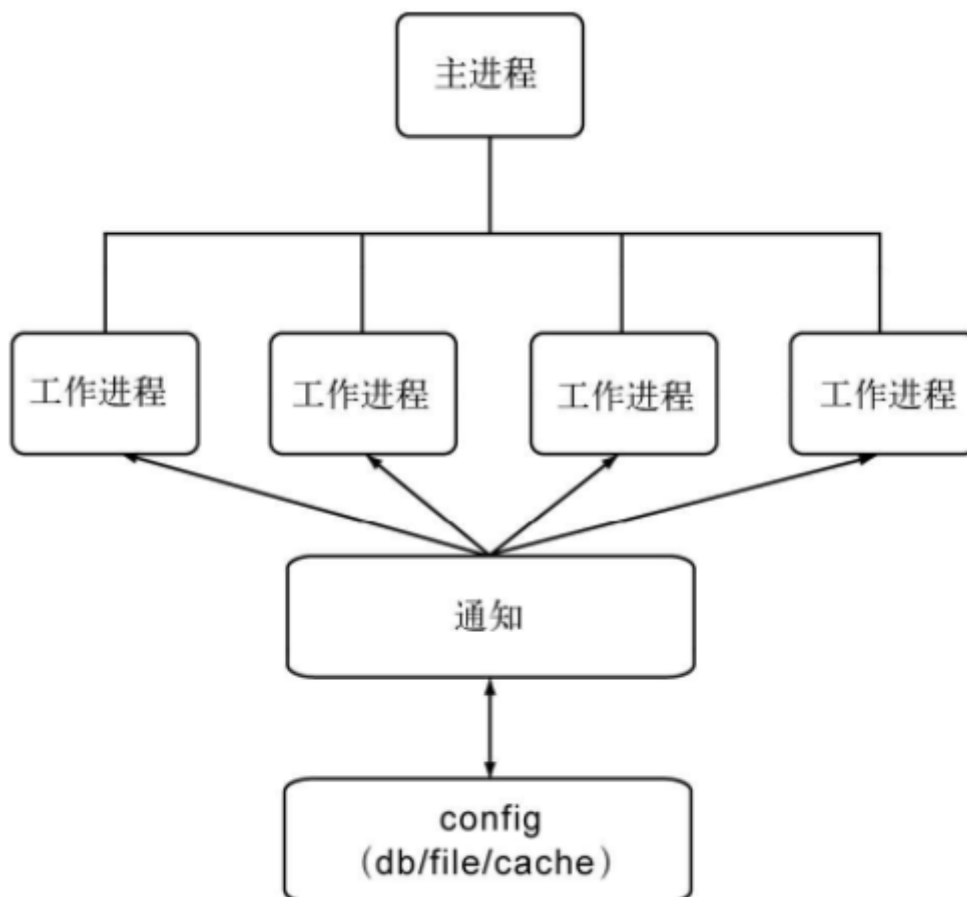 主进程
工作进程
工作进程
工作进程
工作进程
通知
config
（db/file/cache）